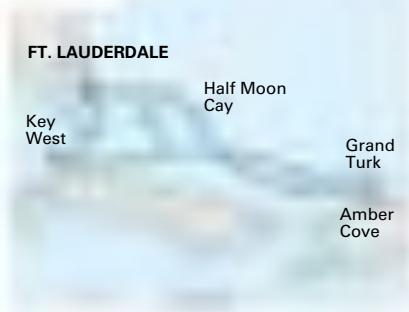 FT. LAUDERDALE
Half Moon
Cay
Key
West
Grand
Turk
Amber
Cove